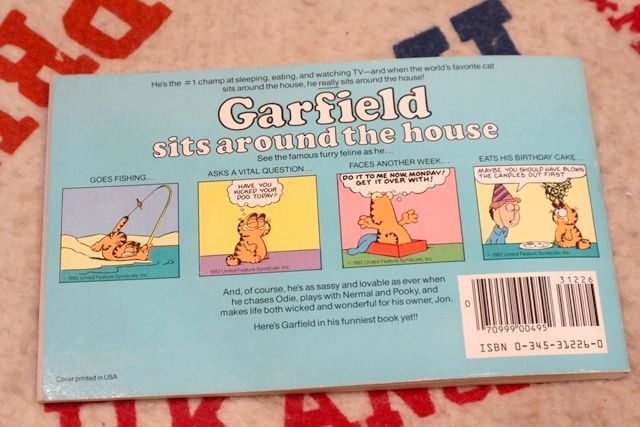 He's the #1 champ at sleeping, eating, and watching TV—and when the world's favorite cat
sits around the house, he really sits around the house!
Garfield
sits around the house
See the famous furry feline as he...
GOES FISHING...
ASKS A VITAL QUESTION...
FACES ANOTHER WEEK...
EATS HIS BIRTHDAY CAKE...
HAVE YOU
KICKED YOUR
DOG TODAY?
DO IT TO ME NOW, MONDAY!
GET IT OVER WITH!
MAYBE YOU SHOULD HAVE BLOWN
THE CANDLES OUT FIRST
© 1982 United Feature Syndicate, Inc.
© 1982 United Feature Syndicate, Inc.
© 1982 United Feature Syndicate, Inc.
© 1982 United Feature Syndicate, Inc.
And, of course, he's as sassy and lovable as ever when
he chases Odie, plays with Nermal and Pooky, and
makes life both wicked and wonderful for his owner, Jon.
Here's Garfield in his funniest book yet!!
31226
0
70999 00495
ISBN 0-345-31226-0
Cover printed in USA